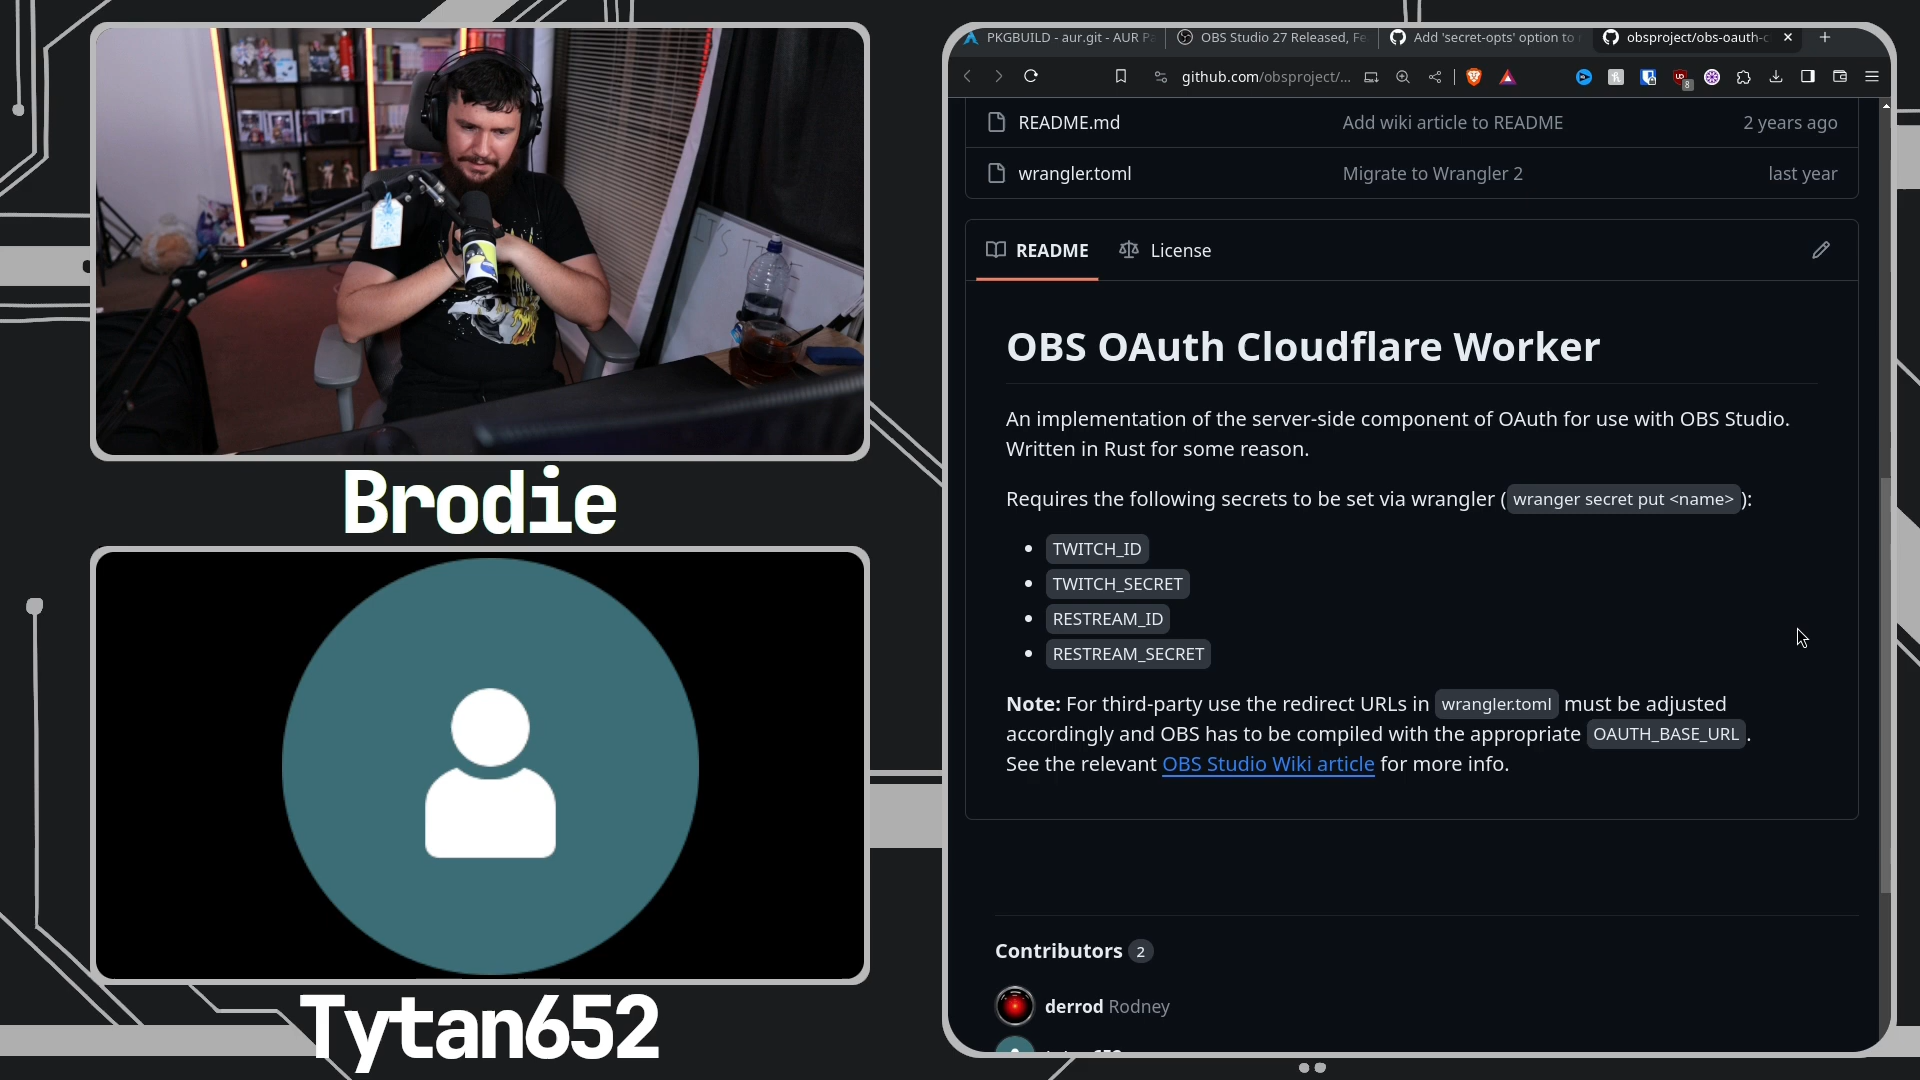 PKGBUILD - aur.git - AUR Pa
OBS Studio 27 Released, Fe
Add 'secret-opts' option to
obsproject/obs-oauth-c
github.com/obsproject/...
8
README.md
Add wiki article to README
2 years ago
wrangler.toml
Migrate to Wrangler 2
last year
README
License
OBS OAuth Cloudflare Worker
An implementation of the server-side component of OAuth for use with OBS Studio.
Written in Rust for some reason.
Requires the following secrets to be set via wrangler ( wranger secret put <name> ):
TWITCH_ID
TWITCH_SECRET
RESTREAM_ID
RESTREAM_SECRET
Note: For third-party use the redirect URLs in wrangler.toml must be adjusted
accordingly and OBS has to be compiled with the appropriate OAUTH_BASE_URL .
See the relevant OBS Studio Wiki article for more info.
Contributors 2
derrod Rodney
Brodie
Tytan652